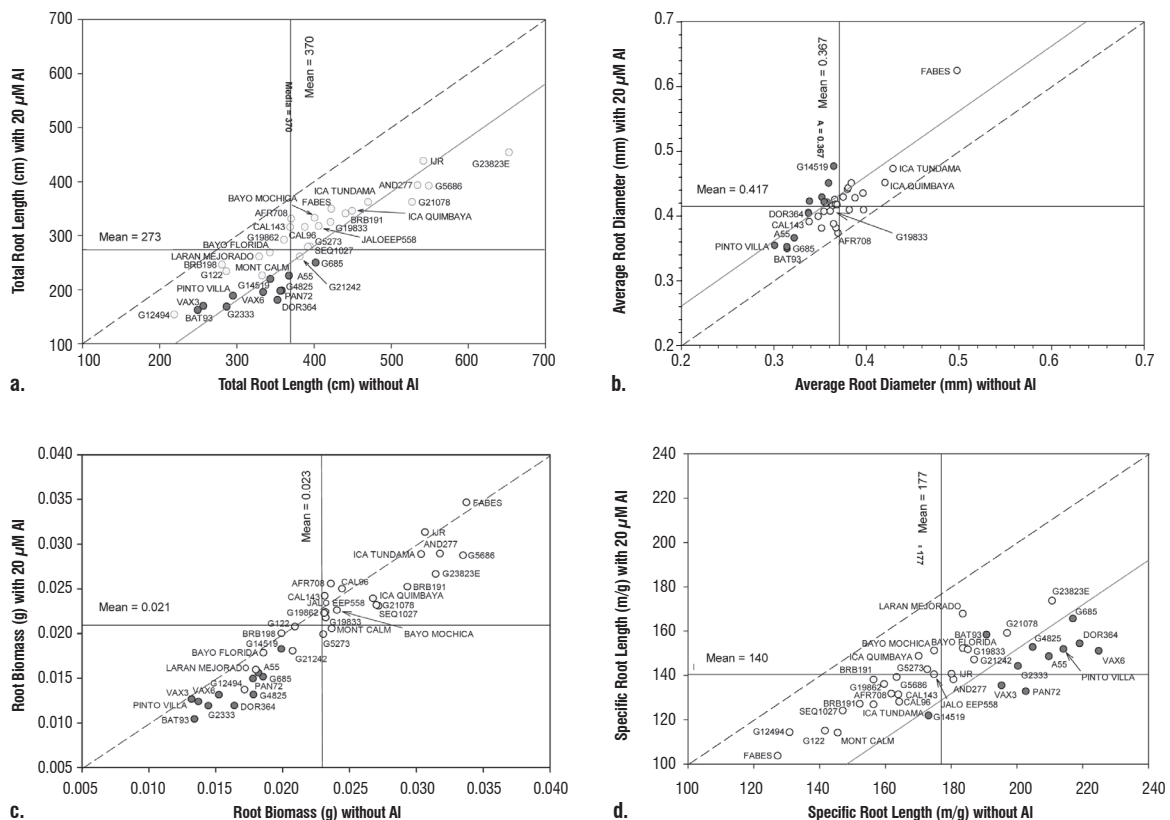 700
600
500
400
300
200
100
100 200 300 400 500 600 700
Total Root Length (cm) with 20 µM Al
Total Root Length (cm) without Al
Mean = 370
Media = 370
Mean = 273
IJR
G23823E
AND277
G5686
ICA TUNDAMA
BAYO MOCHICA
FABES
G21078
AFR708
BRB191
ICA QUIMBAYA
CAL143
G19833
CAL96
G19862
JALOEEP558
G5273
BAYO FLORIDA
SEQ1027
LARAN MEJORADO
BRB198
MONT CALM
G685
G122
A55
G21242
PINTO VILLA
G14519
G4825
VAX3
VAX6
PAN72
DOR364
G12494
BAT93
G2333
a.
0.7
0.6
0.5
0.4
0.3
0.2
0.2 0.3 0.4 0.5 0.6 0.7
Average Root Diameter (mm) with 20 µM Al
Average Root Diameter (mm) without Al
Mean = 0.367
A = 0.367
Mean = 0.417
FABES
G14519
ICA TUNDAMA
ICA QUIMBAYA
DOR364
CAL143
A55
G19833
PINTO VILLA
G685
AFR708
BAT93
b.
0.040
0.035
0.030
0.025
0.020
0.015
0.010
0.005
0.005 0.010 0.015 0.020 0.025 0.030 0.035 0.040
Root Biomass (g) with 20 µM Al
Root Biomass (g) without Al
Mean = 0.023
Mean = 0.021
FABES
IJR
AND277
ICA TUNDAMA
G5686
G23823E
AFR708
CAL96
BRB191
CAL143
ICA QUIMBAYA
JALO EEP558
G21078
G19862
SEQ1027
G122
G19833
BRB198
MONT CALM
BAYO MOCHICA
G14519
G5273
BAYO FLORIDA
G21242
LARAN MEJORADO
A55
G685
G12494
PAN72
VAX3
VAX6
G4825
PINTO VILLA
DOR364
G2333
BAT93
c.
240
220
200
180
160
140
120
100
100 120 140 160 180 200 220 240
Specific Root Length (m/g) with 20 µM Al
Specific Root Length (m/g) without Al
Mean = 177
= 177
Mean = 140
G23823E
LARAN MEJORADO
G685
BAT93
G21078
BAYO MOCHICA
BAYO FLORIDA
G4825
DOR364
ICA QUIMBAYA
G19833
G21242
A55
VAX6
PINTO VILLA
G5273
BRB191
IJR
G2333
G19862
G5686
AND277
VAX3
PAN72
AFR708
CAL143
BRB191
CAL96
JALO EEP558
SEQ1027
ICA TUNDAMA
G14519
G12494
G122
MONT CALM
FABES
d.